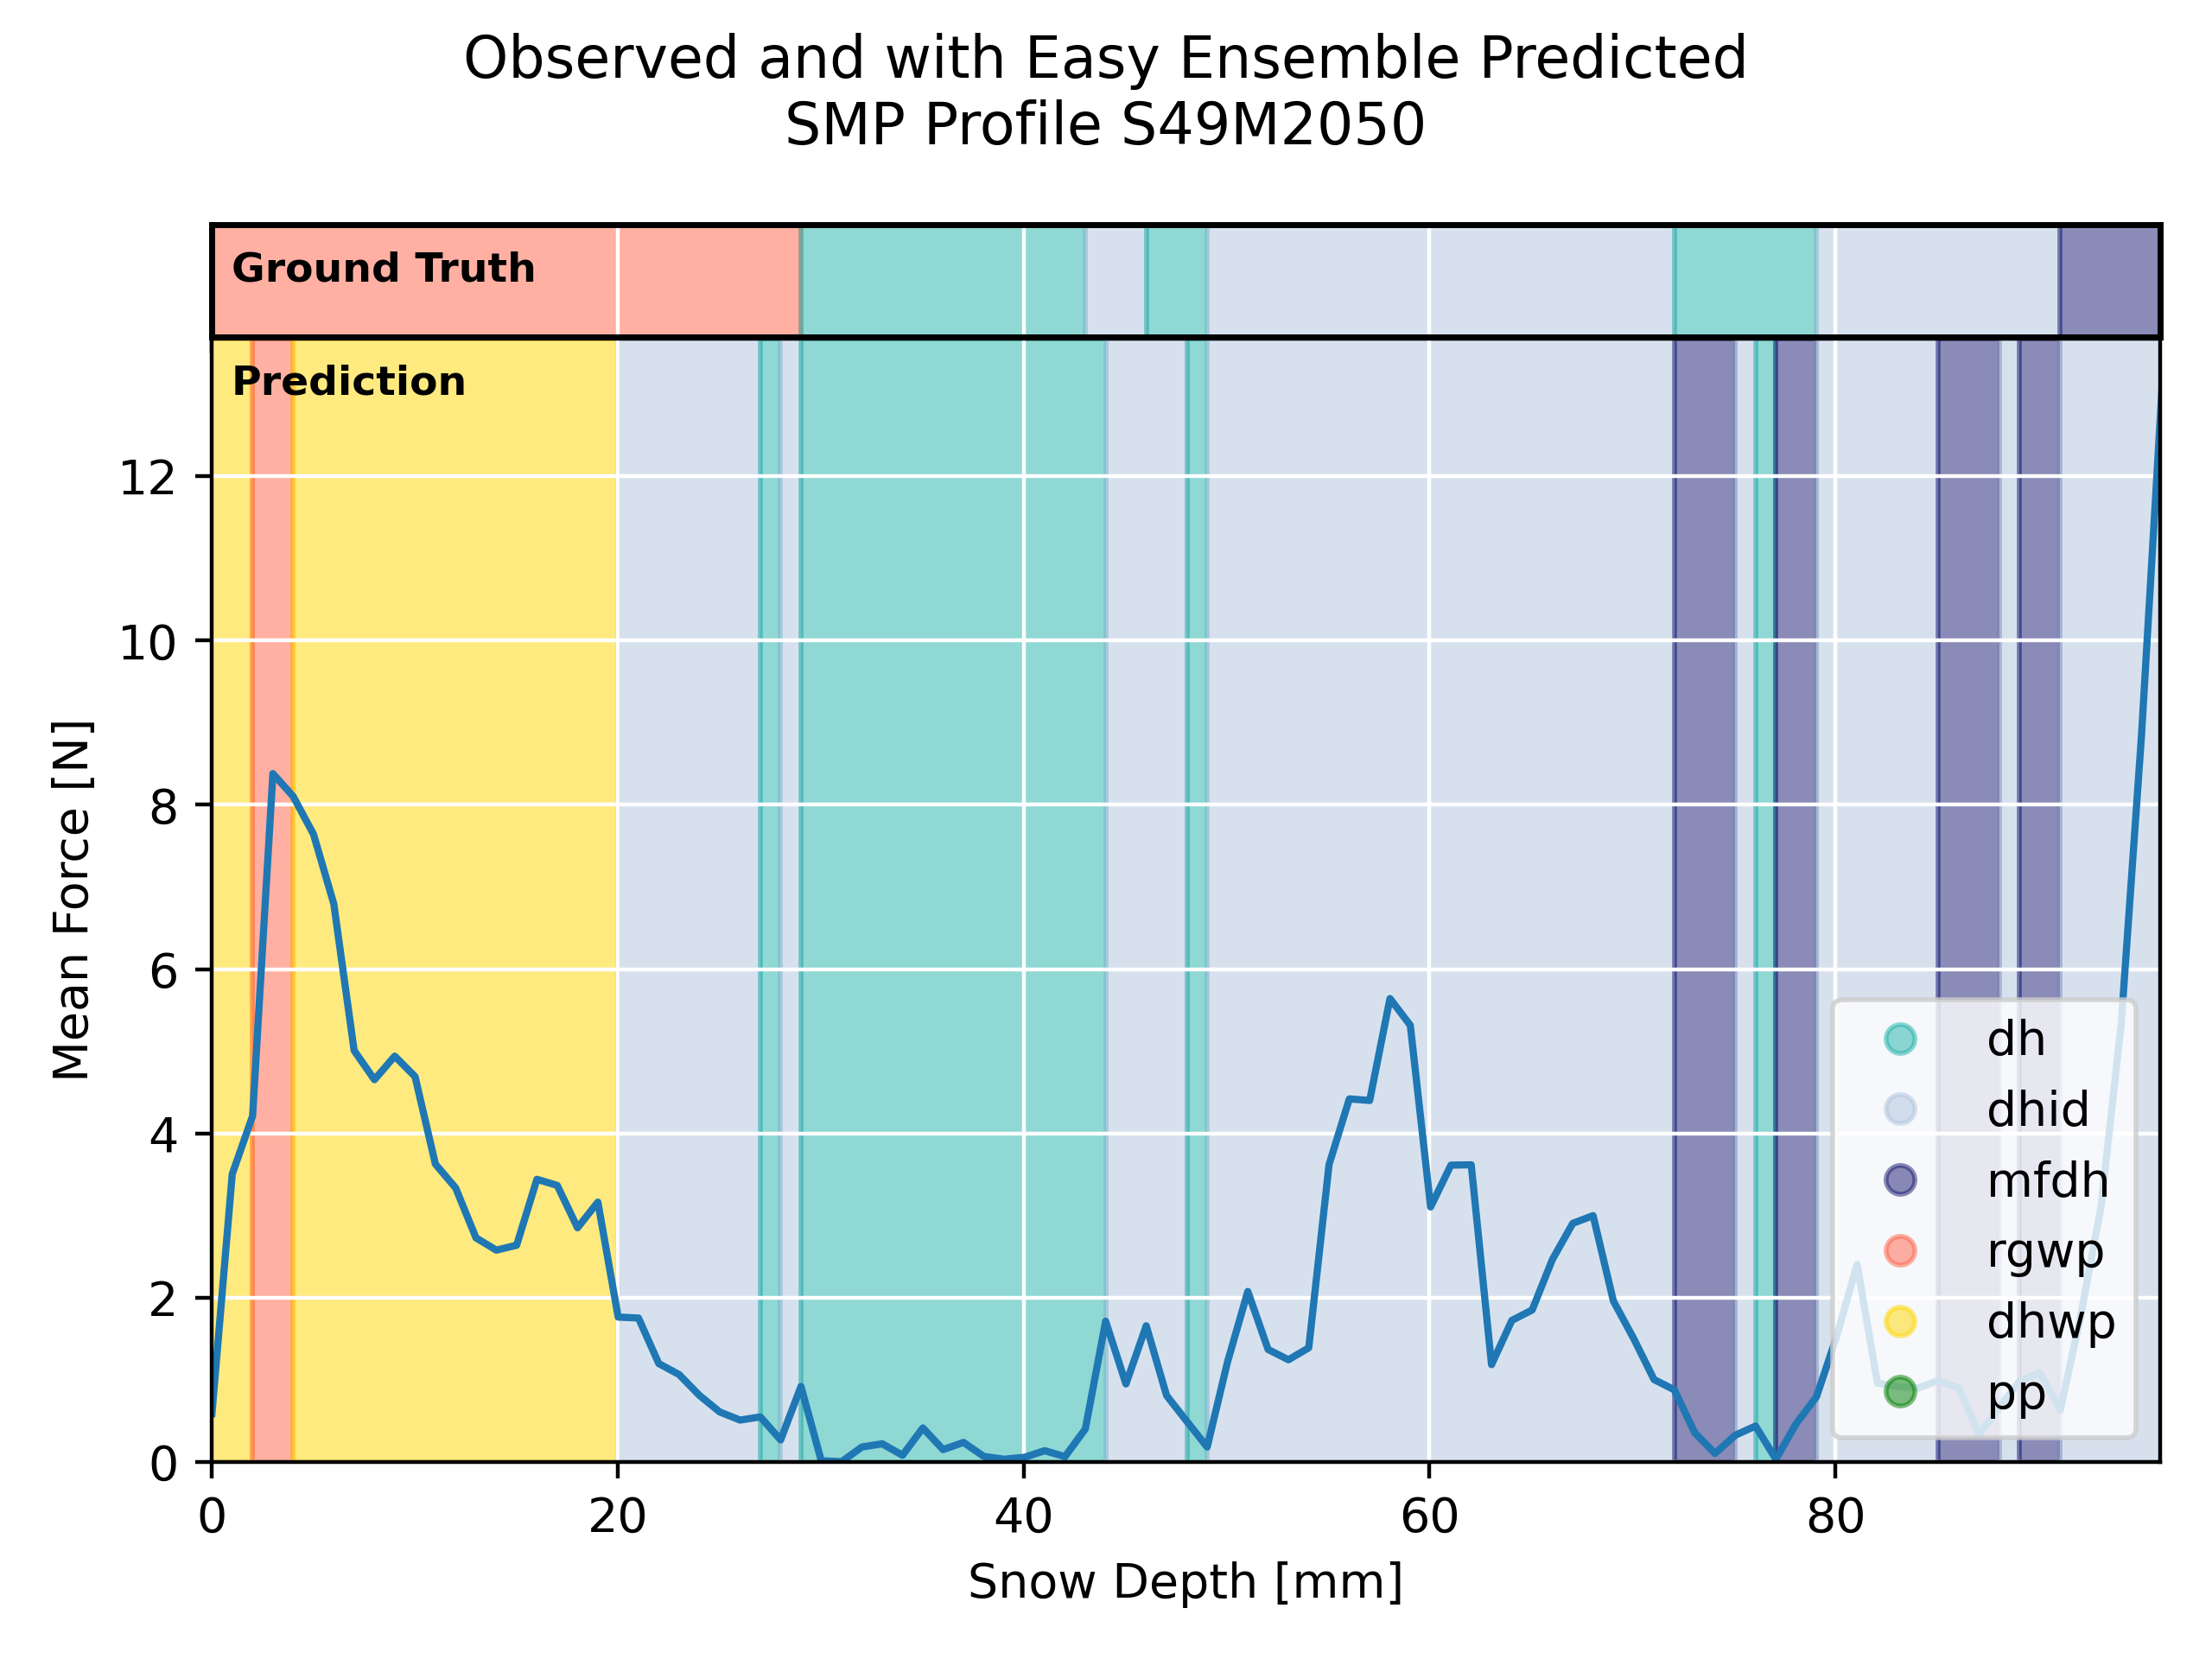 Observed and with Easy Ensemble Predicted
SMP Profile S49M2050
Ground Truth
Prediction
12
10
8
6
4
2
0
Mean Force [N]
0 20 40 60 80
Snow Depth [mm]
dh
dhid
mfdh
rgwp
dhwp
pp